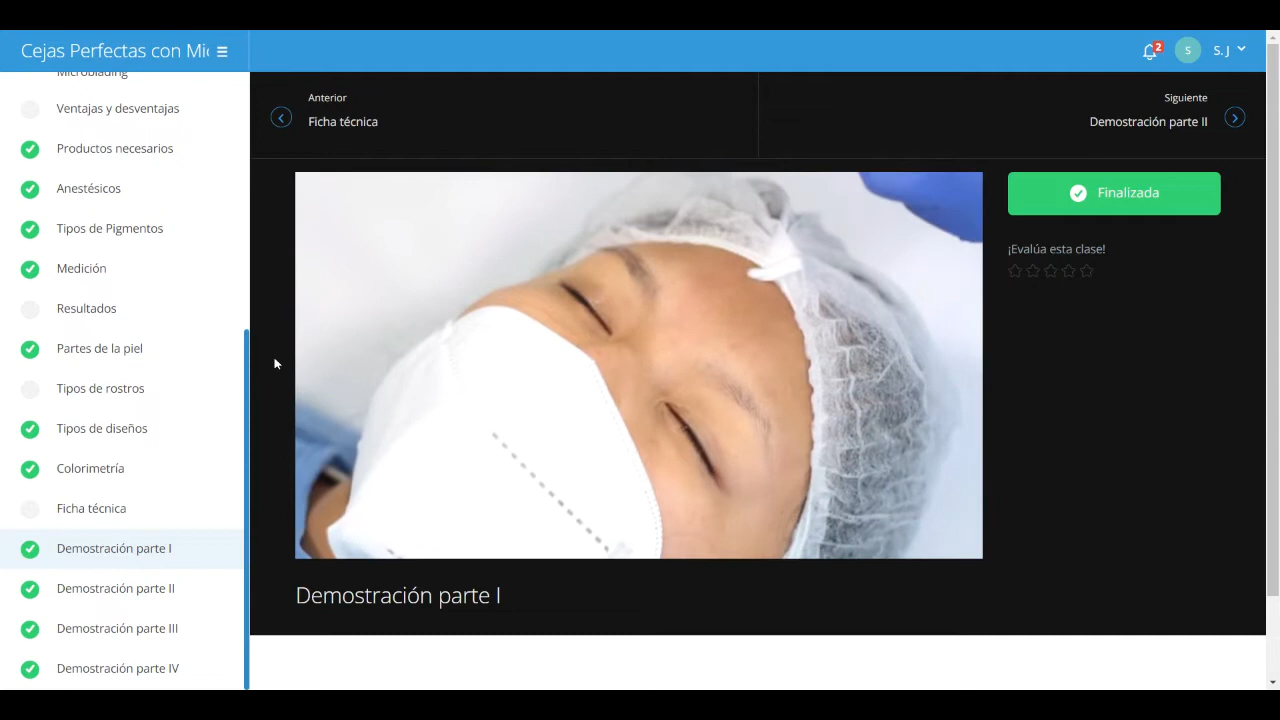 Cejas Perfectas con Mic
2
S
S. J
Microblading
Ventajas y desventajas
Productos necesarios
Anestésicos
Tipos de Pigmentos
Medición
Resultados
Partes de la piel
Tipos de rostros
Tipos de diseños
Colorimetría
Ficha técnica
Demostración parte I
Demostración parte II
Demostración parte III
Demostración parte IV
Anterior
Ficha técnica
Siguiente
Demostración parte II
Finalizada
¡Evalúa esta clase!
Demostración parte I